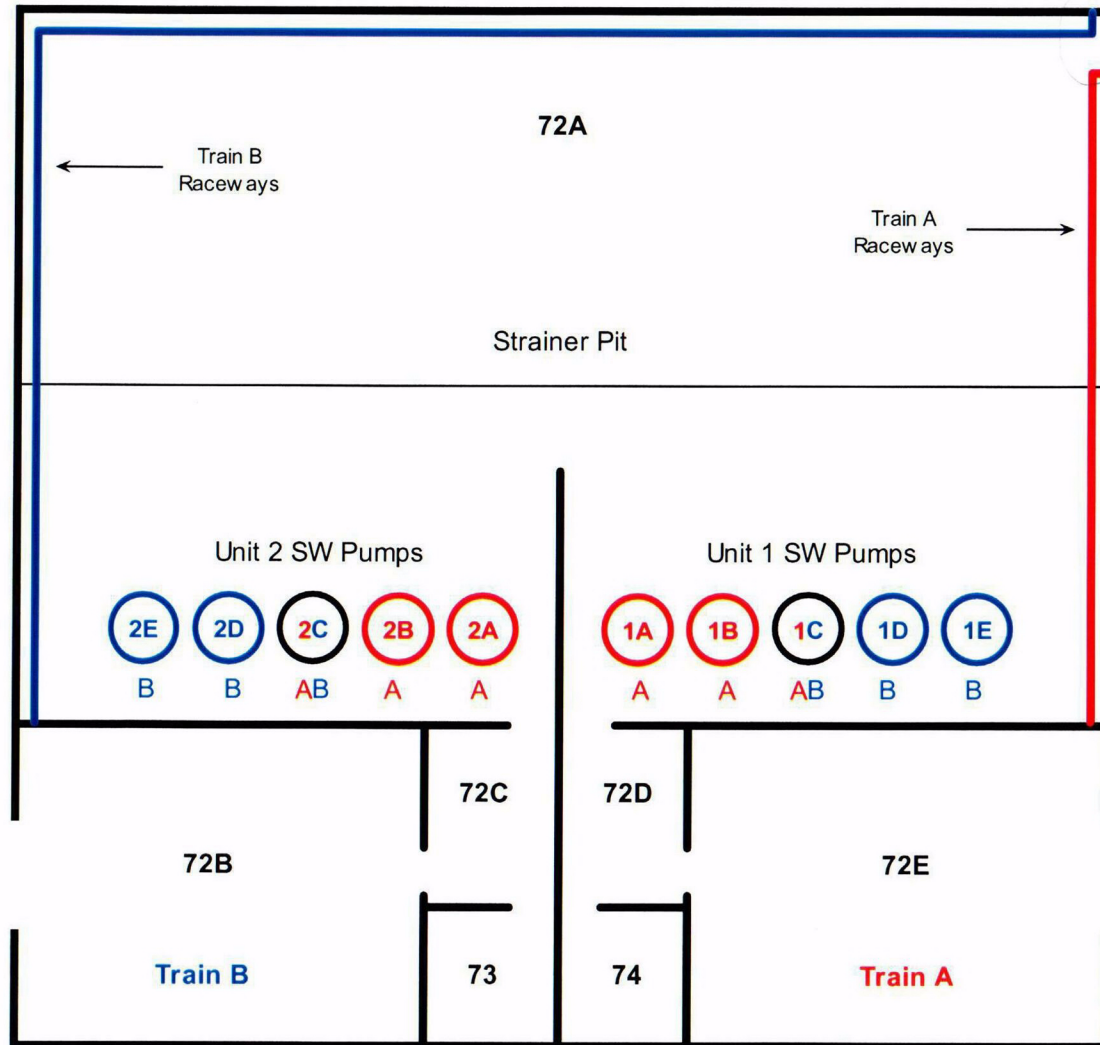 72A
Train B
Raceways
Train A
Raceways
Strainer Pit
Unit 2 SW Pumps
Unit 1 SW Pumps
2E 2D 2C 2B 2A 1A 1B 1C 1D 1E
B B AB A A A A AB B B
72C 72D
72B 72E
Train B 73 74 Train A